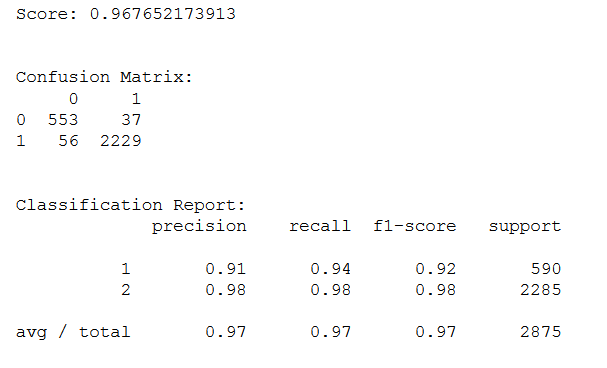 Score: 0.967652173913
Confusion Matrix:
0 1
0 553 37
1 56 2229
Classification Report:
precision recall f1-score support
1 0.91 0.94 0.92 590
2 0.98 0.98 0.98 2285
avg / total 0.97 0.97 0.97 2875